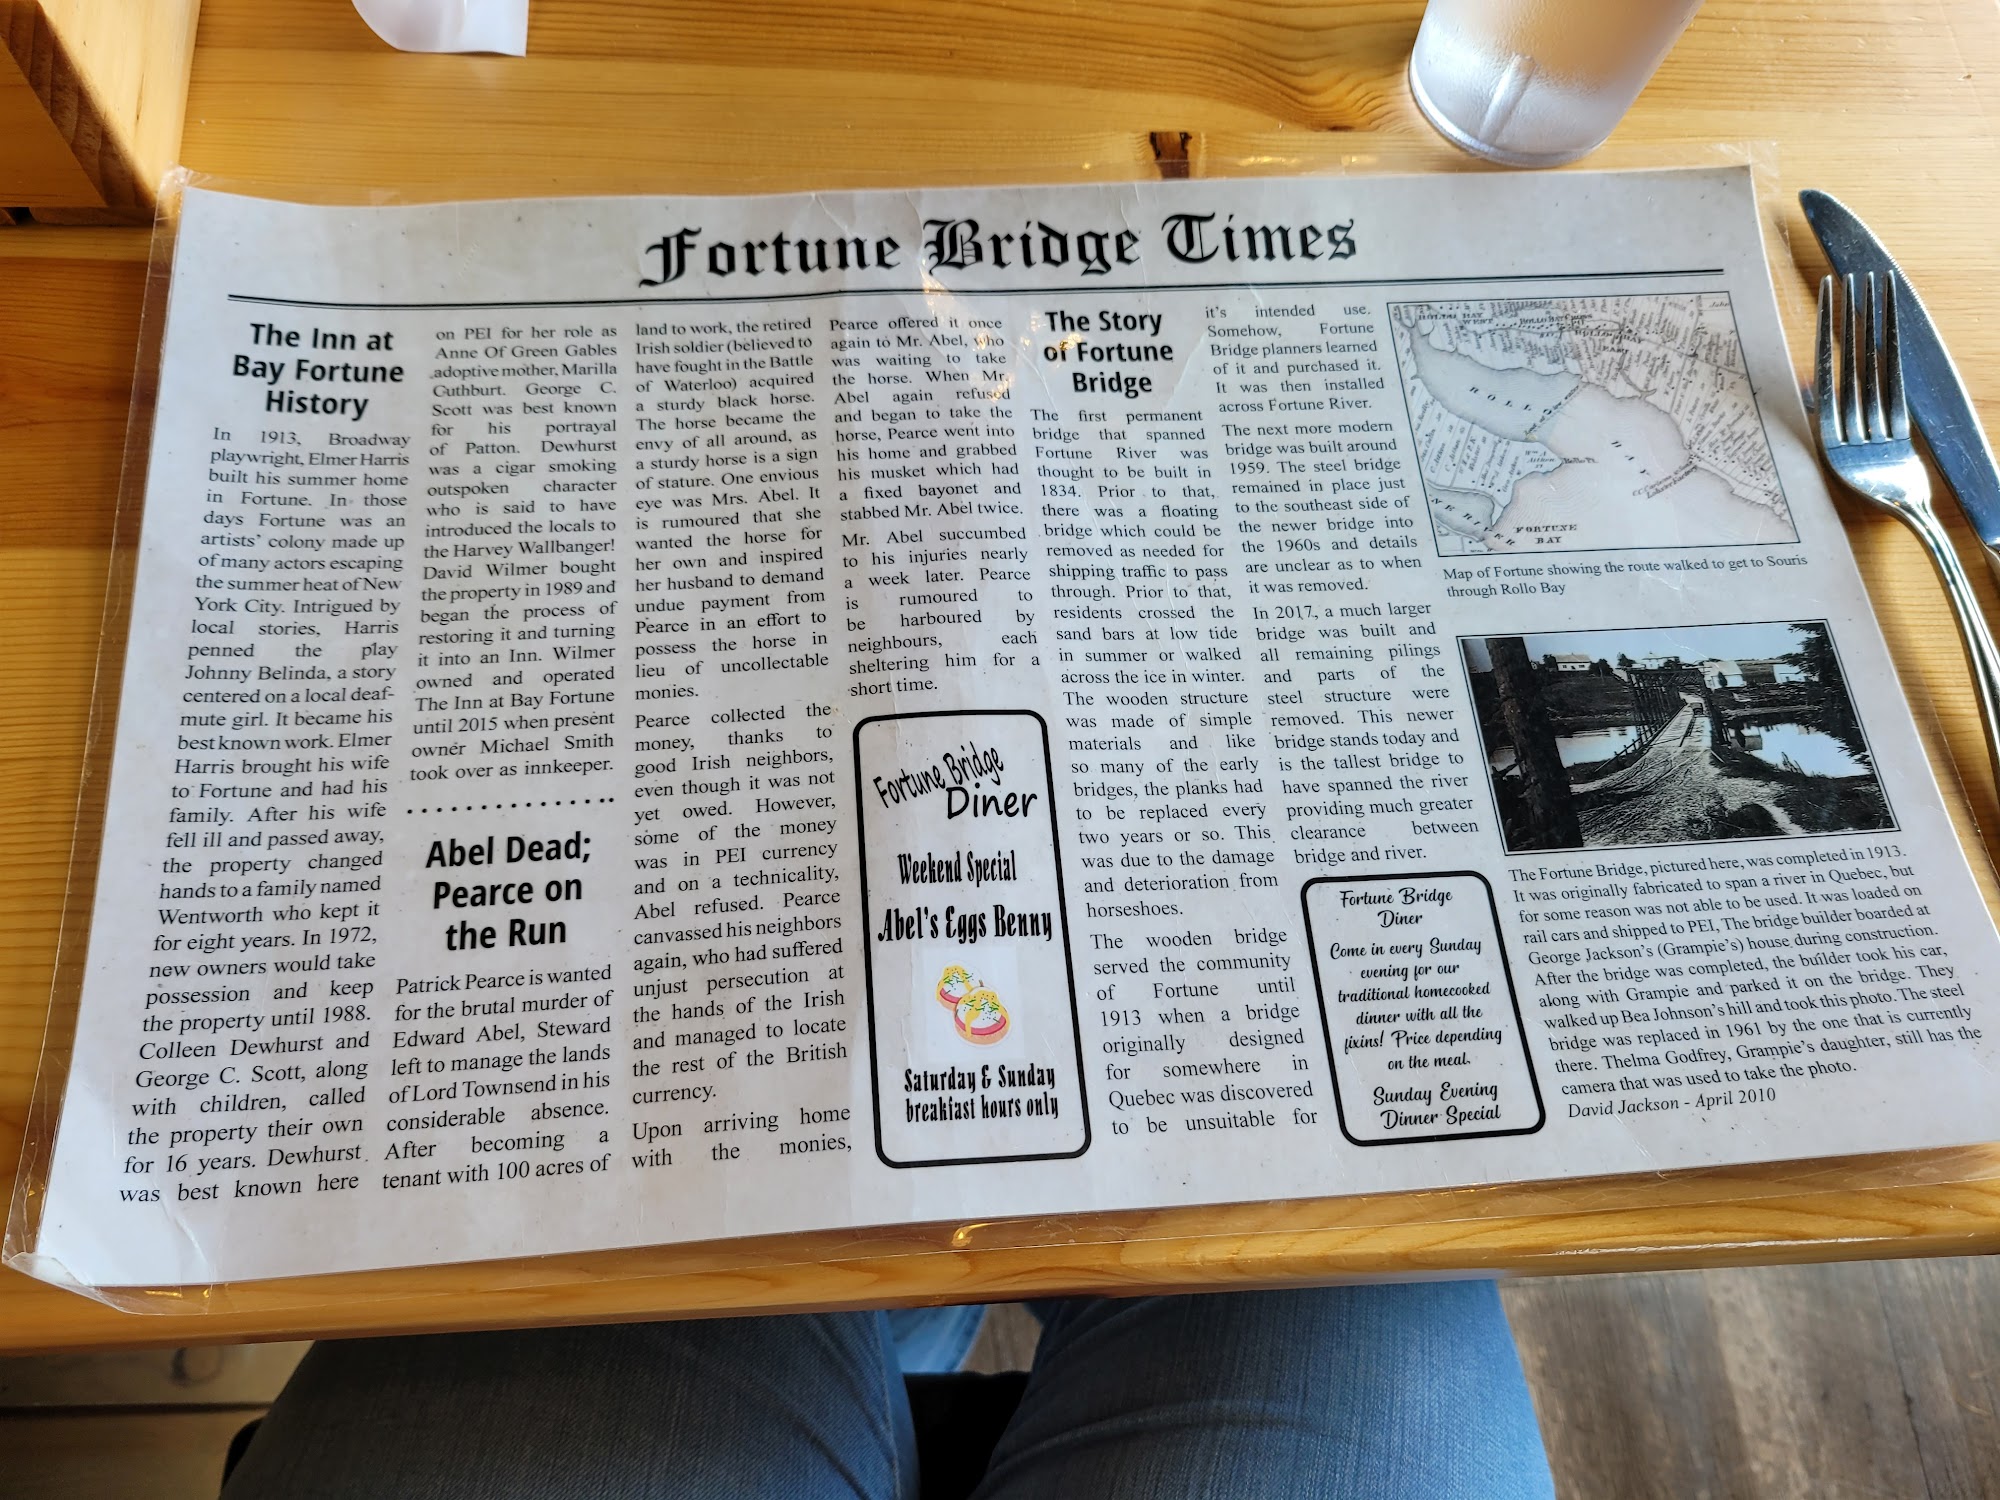 Fortune Bridge Times
The Inn at
Bay Fortune
History
In 1913, Broadway
playwright, Elmer Harris
built his summer home
in Fortune. In those
days Fortune was an
artists' colony made up
of many actors escaping
the summer heat of New
York City. Intrigued by
local stories, Harris
penned the play
Johnny Belinda, a story
centered on a local deaf-
mute girl. It became his
best known work. Elmer
Harris brought his wife
to Fortune and had his
family. After his wife
fell ill and passed away,
the property changed
hands to a family named
Wentworth who kept it
for eight years. In 1972,
new owners would take
possession and keep
the property until 1988.
Colleen Dewhurst and
George C. Scott, along
with children, called
the property their own
for 16 years. Dewhurst
was best known here
on PEI for her role as
Anne Of Green Gables
adoptive mother, Marilla
Cuthburt. George C.
Scott was best known
for his portrayal
of Patton. Dewhurst
was a cigar smoking
outspoken character
who is said to have
introduced the locals to
the Harvey Wallbanger!
David Wilmer bought
the property in 1989 and
began the process of
restoring it and turning
it into an Inn. Wilmer
owned and operated
The Inn at Bay Fortune
until 2015 when present
owner Michael Smith
took over as innkeeper.
Abel Dead;
Pearce on
the Run
Patrick Pearce is wanted
for the brutal murder of
Edward Abel, Steward
left to manage the lands
of Lord Townsend in his
considerable absence.
After becoming a
tenant with 100 acres of
land to work, the retired
Irish soldier (believed to
have fought in the Battle
of Waterloo) acquired
a sturdy black horse.
The horse became the
envy of all around, as
a sturdy horse is a sign
of stature. One envious
eye was Mrs. Abel. It
is rumoured that she
wanted the horse for
her own and inspired
her husband to demand
undue payment from
Pearce in an effort to
possess the horse in
lieu of uncollectable
monies.
Pearce collected the
money, thanks to
good Irish neighbors,
even though it was not
yet owed. However,
some of the money
was in PEI currency
and on a technicality,
Abel refused. Pearce
canvassed his neighbors
again, who had suffered
unjust persecution at
the hands of the Irish
and managed to locate
the rest of the British
currency.
Upon arriving home
with the monies,
Pearce offered it once
again to Mr. Abel, who
was waiting to take
the horse. When Mr.
Abel again refused
and began to take the
horse, Pearce went into
his home and grabbed
his musket which had
a fixed bayonet and
stabbed Mr. Abel twice.
Mr. Abel succumbed
to his injuries nearly
a week later. Pearce
is rumoured to
be harboured by
neighbours, each
sheltering him for a
short time.
Fortune Bridge
Diner
Weekend Special
Abel's Eggs Benny
Saturday & Sunday
breakfast hours only
The Story
of Fortune
Bridge
The first permanent
bridge that spanned
Fortune River was
thought to be built in
1834. Prior to that,
there was a floating
bridge which could be
removed as needed for
shipping traffic to pass
through. Prior to that,
residents crossed the
sand bars at low tide
in summer or walked
across the ice in winter.
The wooden structure
was made of simple
materials and like
so many of the early
bridges, the planks had
to be replaced every
two years or so. This
was due to the damage
and deterioration from
horseshoes.
The wooden bridge
served the community
of Fortune until
1913 when a bridge
originally designed
for somewhere in
Quebec was discovered
to be unsuitable for
it's intended use.
Somehow, Fortune
Bridge planners learned
of it and purchased it.
It was then installed
across Fortune River.
The next more modern
bridge was built around
1959. The steel bridge
remained in place just
to the southeast side of
the newer bridge into
the 1960s and details
are unclear as to when
it was removed.
In 2017, a much larger
bridge was built and
all remaining pilings
and parts of the
steel structure were
removed. This newer
bridge stands today and
is the tallest bridge to
have spanned the river
providing much greater
clearance between
bridge and river.
Fortune Bridge
Diner
Come in every Sunday
evening for our
traditional homecooked
dinner with all the
fixins! Price depending
on the meal.
Sunday Evening
Dinner Special
ROLLO
BAY
FORTUNE
BAY
Map of Fortune showing the route walked to get to Souris
through Rollo Bay
The Fortune Bridge, pictured here, was completed in 1913.
It was originally fabricated to span a river in Quebec, but
for some reason was not able to be used. It was loaded on
rail cars and shipped to PEI, The bridge builder boarded at
George Jackson's (Grampie's) house during construction.
After the bridge was completed, the builder took his car,
along with Grampie and parked it on the bridge. They
walked up Bea Johnson's hill and took this photo. The steel
bridge was replaced in 1961 by the one that is currently
there. Thelma Godfrey, Grampie's daughter, still has the
camera that was used to take the photo.
David Jackson - April 2010